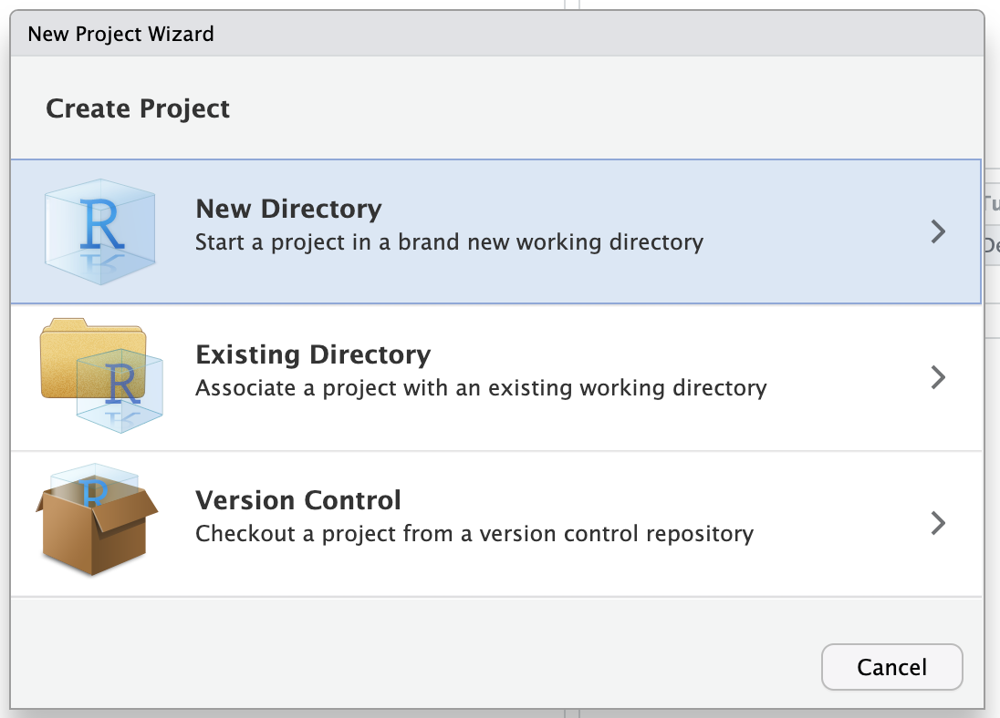 New Project Wizard
Create Project
R
New Directory
Start a project in a brand new working directory
R
Existing Directory
Associate a project with an existing working directory
R
Version Control
Checkout a project from a version control repository
Cancel